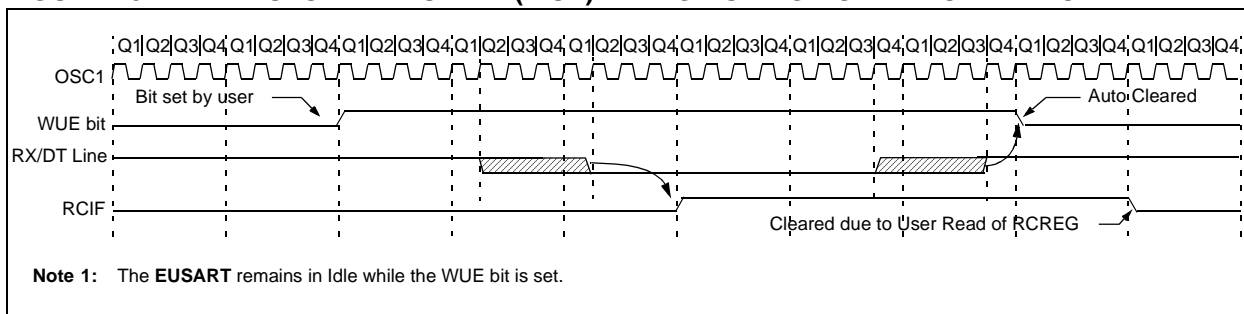 Q1 Q2 Q3 Q4 Q1 Q2 Q3 Q4 Q1 Q2 Q3 Q4 Q1 Q2 Q3 Q4 Q1 Q2 Q3 Q4 Q1 Q2 Q3 Q4 Q1 Q2 Q3 Q4 Q1 Q2 Q3 Q4 Q1 Q2 Q3 Q4 Q1 Q2 Q3 Q4
OSC1
Bit set by user
Auto Cleared
WUE bit
RX/DT Line
RCIF
Cleared due to User Read of RCREG
Note 1: The EUSART remains in Idle while the WUE bit is set.